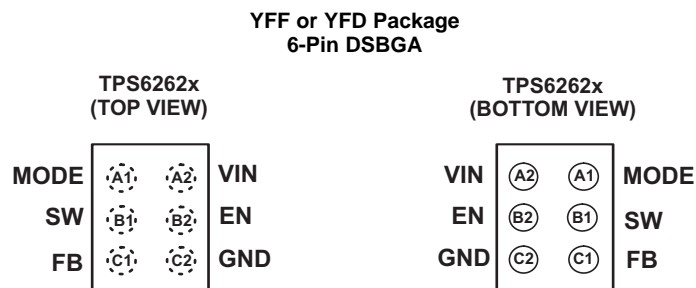 YFF or YFD Package
6-Pin DSBGA
TPS6262x
(TOP VIEW)
MODE A1 A2 VIN
SW B1 B2 EN
FB C1 C2 GND
TPS6262x
(BOTTOM VIEW)
VIN A2 A1 MODE
EN B2 B1 SW
GND C2 C1 FB